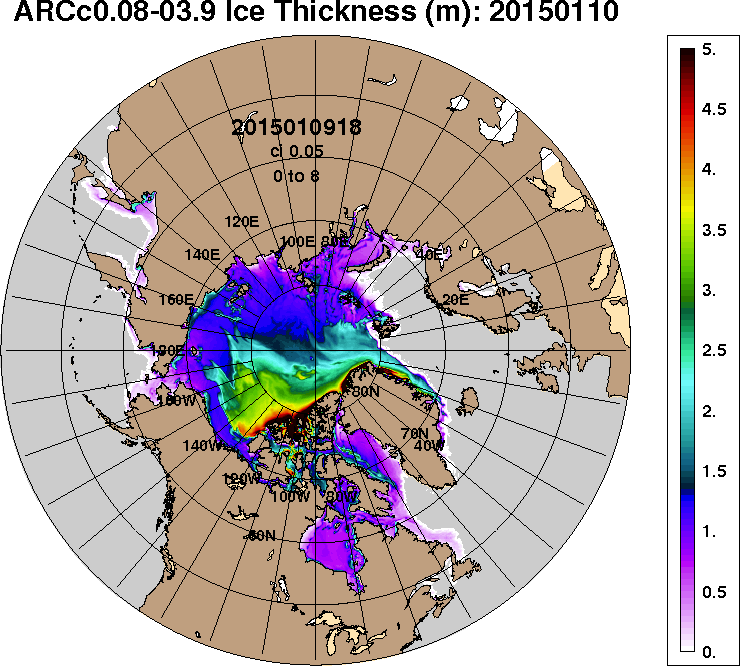 ARCc0.08-03.9 Ice Thickness (m): 20150110
5.
4.5
4.
3.5
3.
2.5
2.
1.5
1.
0.5
0.
2015010918
ci 0.05
0 to 8
120E
100E
80E
40E
140E
160E
20E
180E
160W
80N
70N
140W
40W
120W
100W
80W
60N